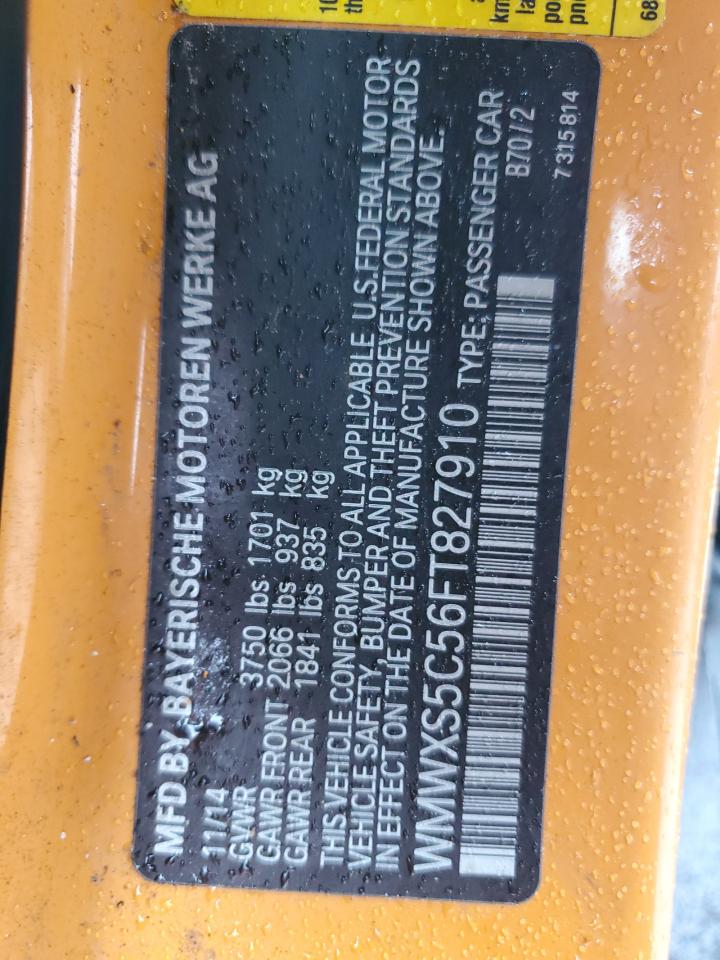 MFD BY: BAYERISCHE MOTOREN WERKE AG
11/14
GVWR 3750 lbs 1701 kg
GAWR FRONT 2066 lbs 937 kg
GAWR REAR 1841 lbs 835 kg
THIS VEHICLE CONFORMS TO ALL APPLICABLE U.S.FEDERAL MOTOR
VEHICLE SAFETY, BUMPER AND THEFT PREVENTION STANDARDS
IN EFFECT ON THE DATE OF MANUFACTURE SHOWN ABOVE.
WMWXS5C56FT827910 TYPE: PASSENGER CAR
B70/2
7 315 814